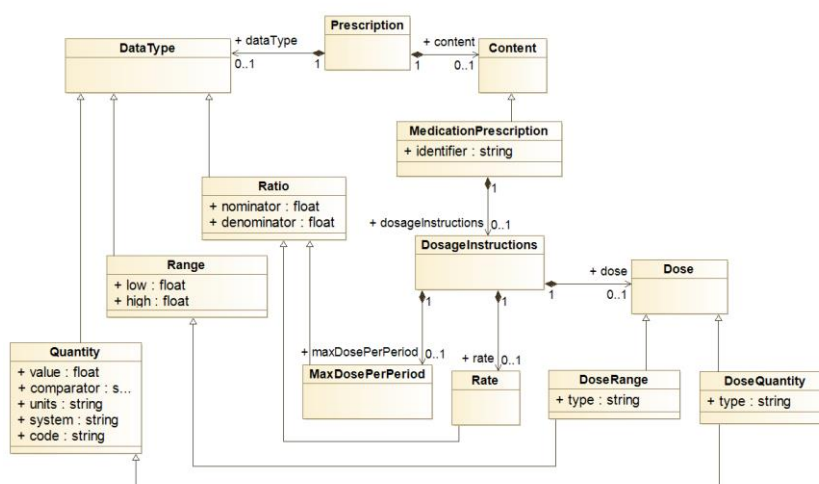 Prescription
+ dataType
+ content
DataType
Content
0..1
1
1
0..1
MedicationPrescription
+ identifier : string
1
Ratio
+ nominator : float
+ denominator : float
+ dosageInstructions
0..1
DosageInstructions
+ dose
Dose
1
0..1
Range
+ low : float
+ high : float
1
1
+ maxDosePerPeriod
0..1
+ rate
0..1
Quantity
+ value : float
+ comparator : s...
+ units : string
+ system : string
+ code : string
MaxDosePerPeriod
Rate
DoseRange
+ type : string
DoseQuantity
+ type : string